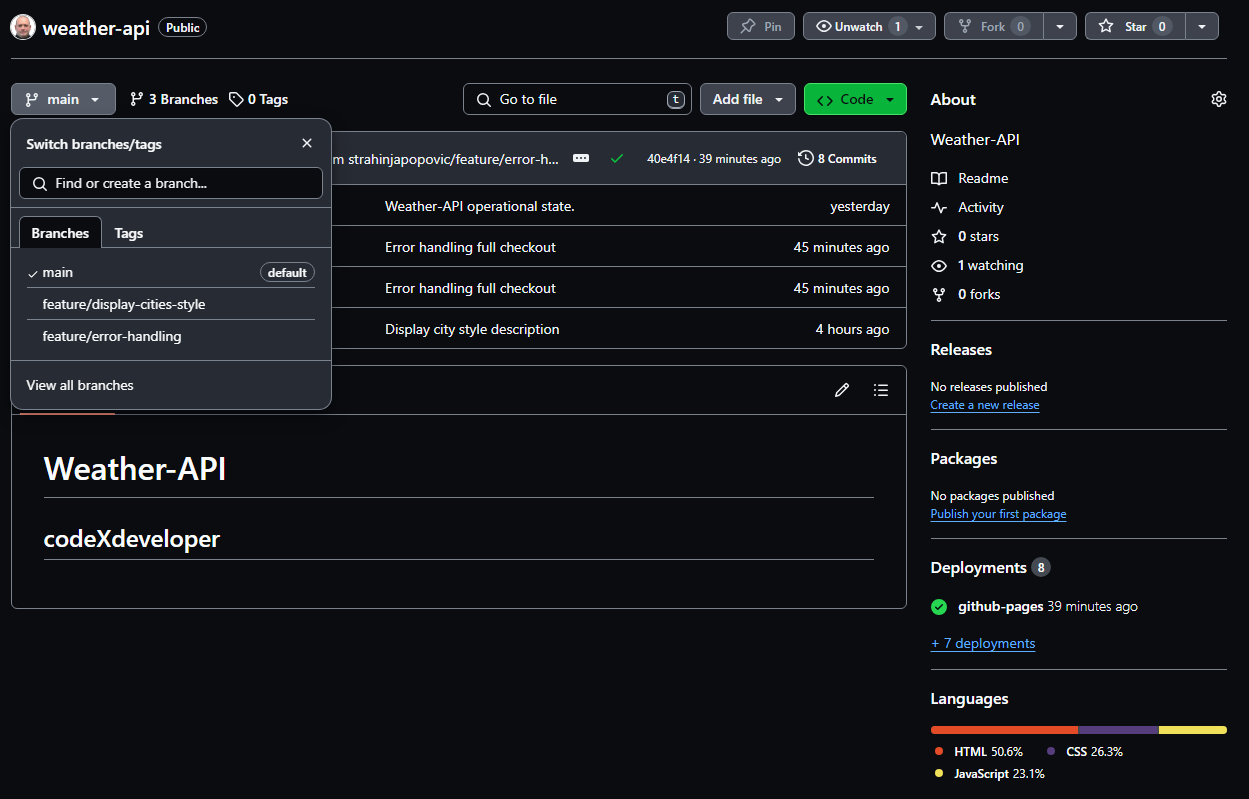 weather-api Public
Pin Unwatch 1 Fork 0 Star 0
main 3 Branches 0 Tags
Go to file t Add file Code
Switch branches/tags
Find or create a branch...
Branches Tags
main default
feature/display-cities-style
feature/error-handling
View all branches
m strahinjapopovic/feature/error-h... 40e4f14 · 39 minutes ago 8 Commits
Weather-API operational state. yesterday
Error handling full checkout 45 minutes ago
Error handling full checkout 45 minutes ago
Display city style description 4 hours ago
Weather-API
codeXdeveloper
About
Weather-API
Readme
Activity
0 stars
1 watching
0 forks
Releases
No releases published
Create a new release
Packages
No packages published
Publish your first package
Deployments 8
github-pages 39 minutes ago
+ 7 deployments
Languages
HTML 50.6% CSS 26.3%
JavaScript 23.1%